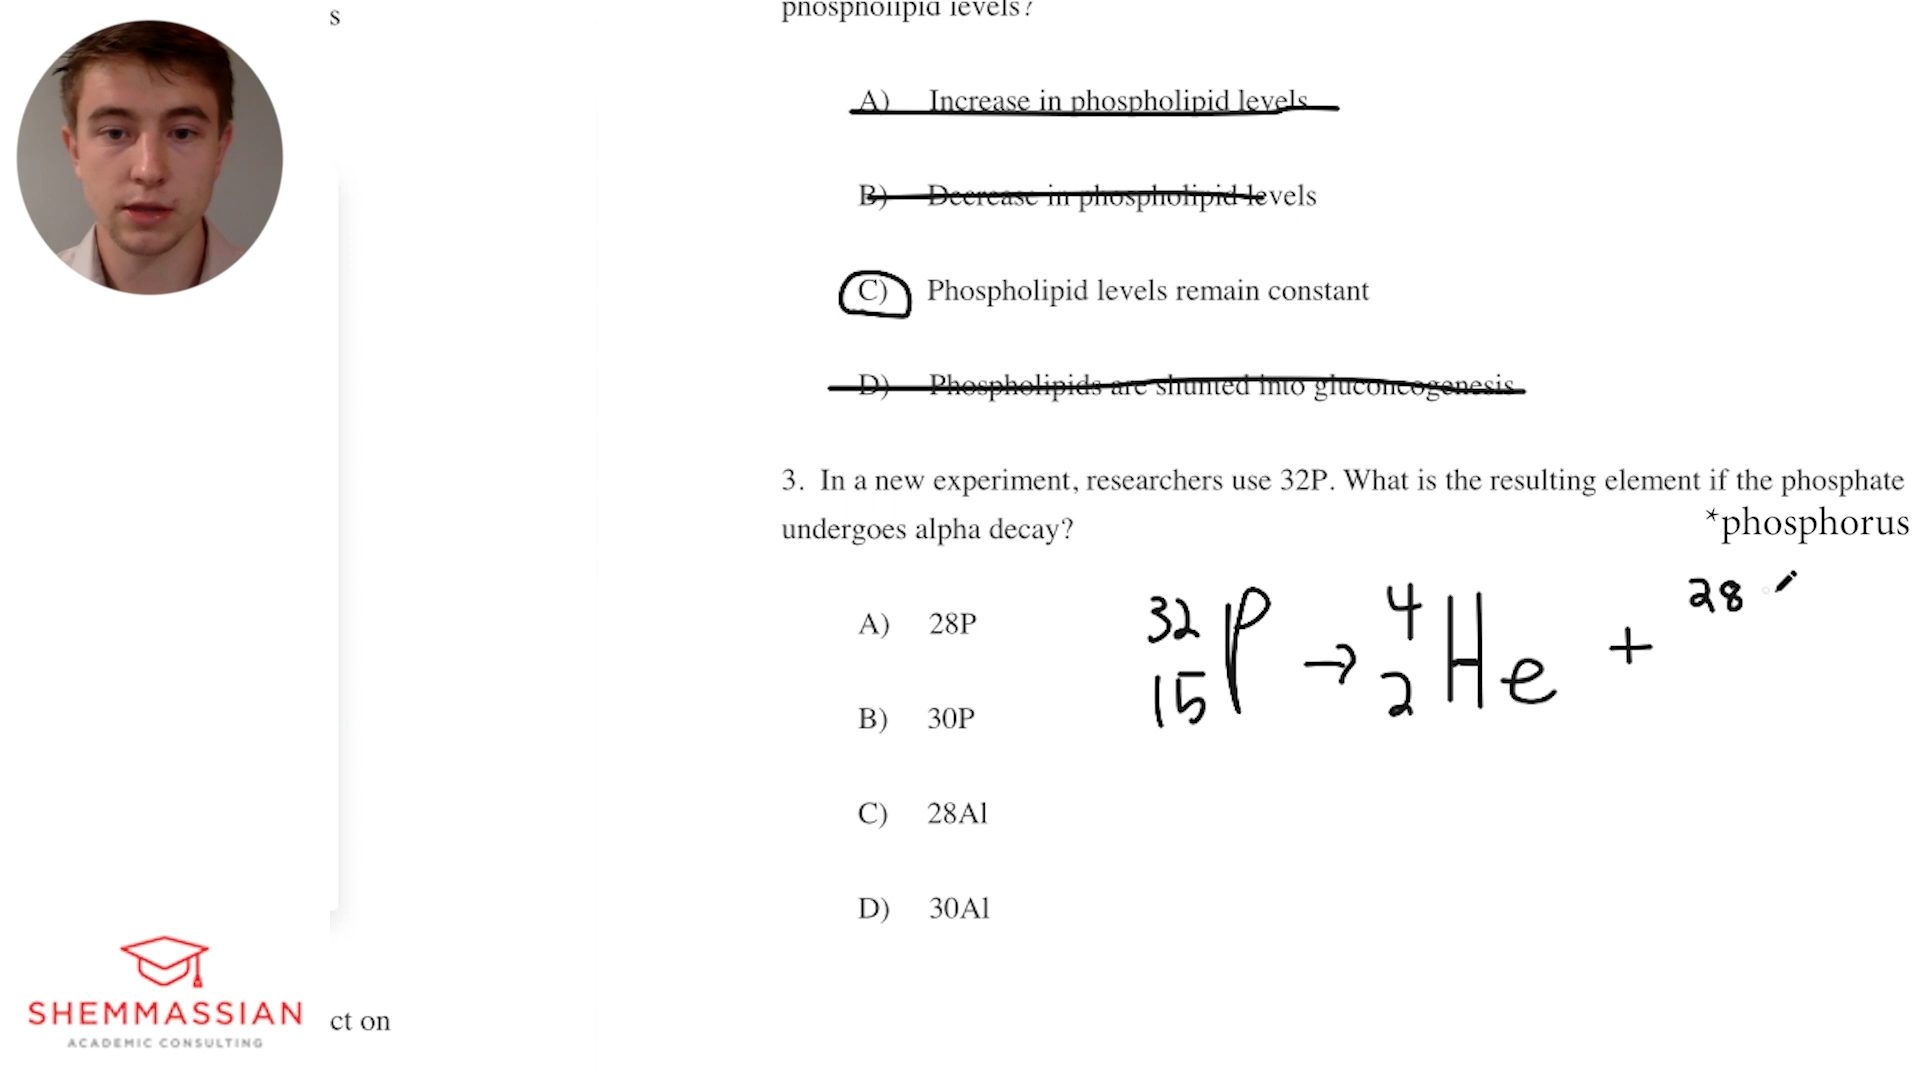 s
phospholipid levels?
A) Increase in phospholipid levels
B) Decrease in phospholipid levels
C) Phospholipid levels remain constant
D) Phospholipids are shunted into gluconeogenesis
3. In a new experiment, researchers use 32P. What is the resulting element if the phosphate
undergoes alpha decay?
*phosphorus
A) 28P
B) 30P
C) 28Al
D) 30Al
32 15 P → 4 2 He + 28
SHEMMASSIAN
ACADEMIC CONSULTING
ct on